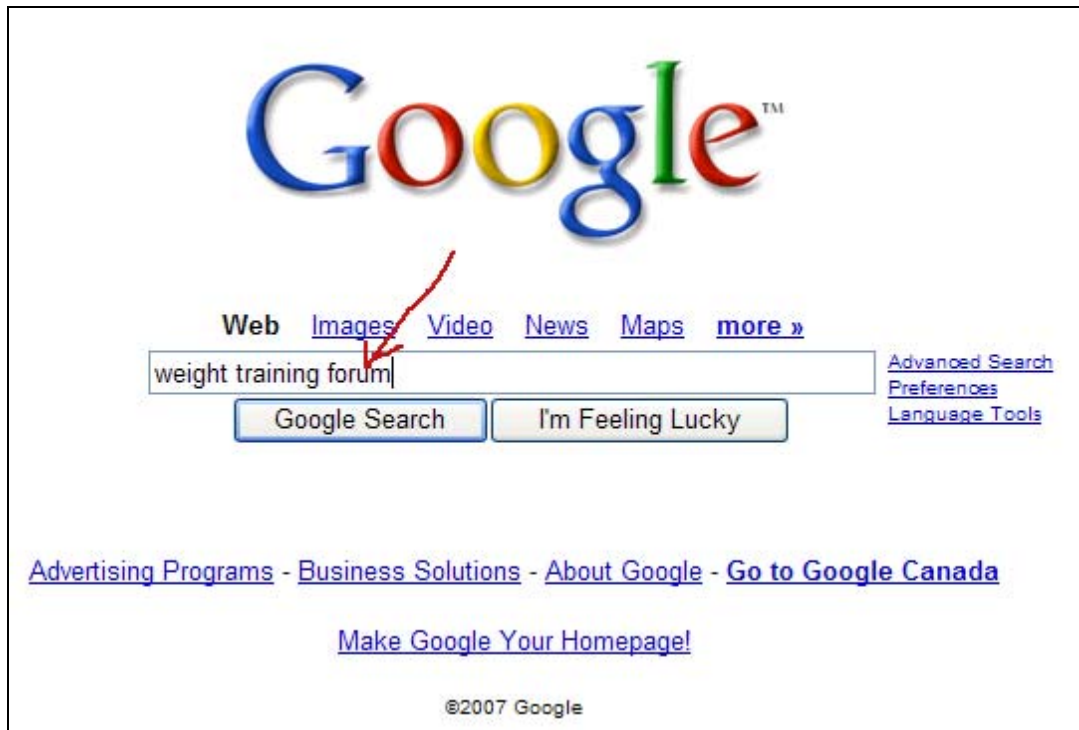 Google™
Web Images Video News Maps more »
weight training forum
Advanced Search
Preferences
Language Tools
Google Search I'm Feeling Lucky
Advertising Programs - Business Solutions - About Google - Go to Google Canada
Make Google Your Homepage!
©2007 Google